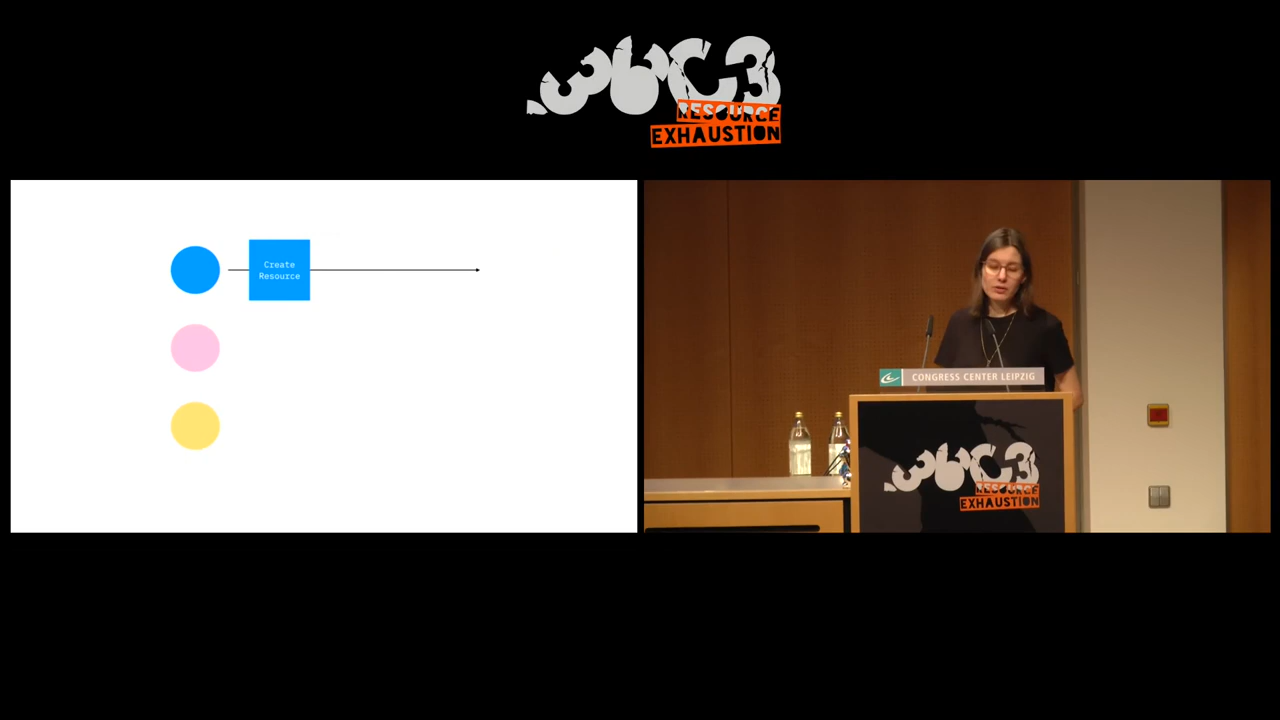 36C3
RESOURCE
EXHAUSTION
Create
Resource
CONGRESS CENTER LEIPZIG
36C3
RESOURCE
EXHAUSTION